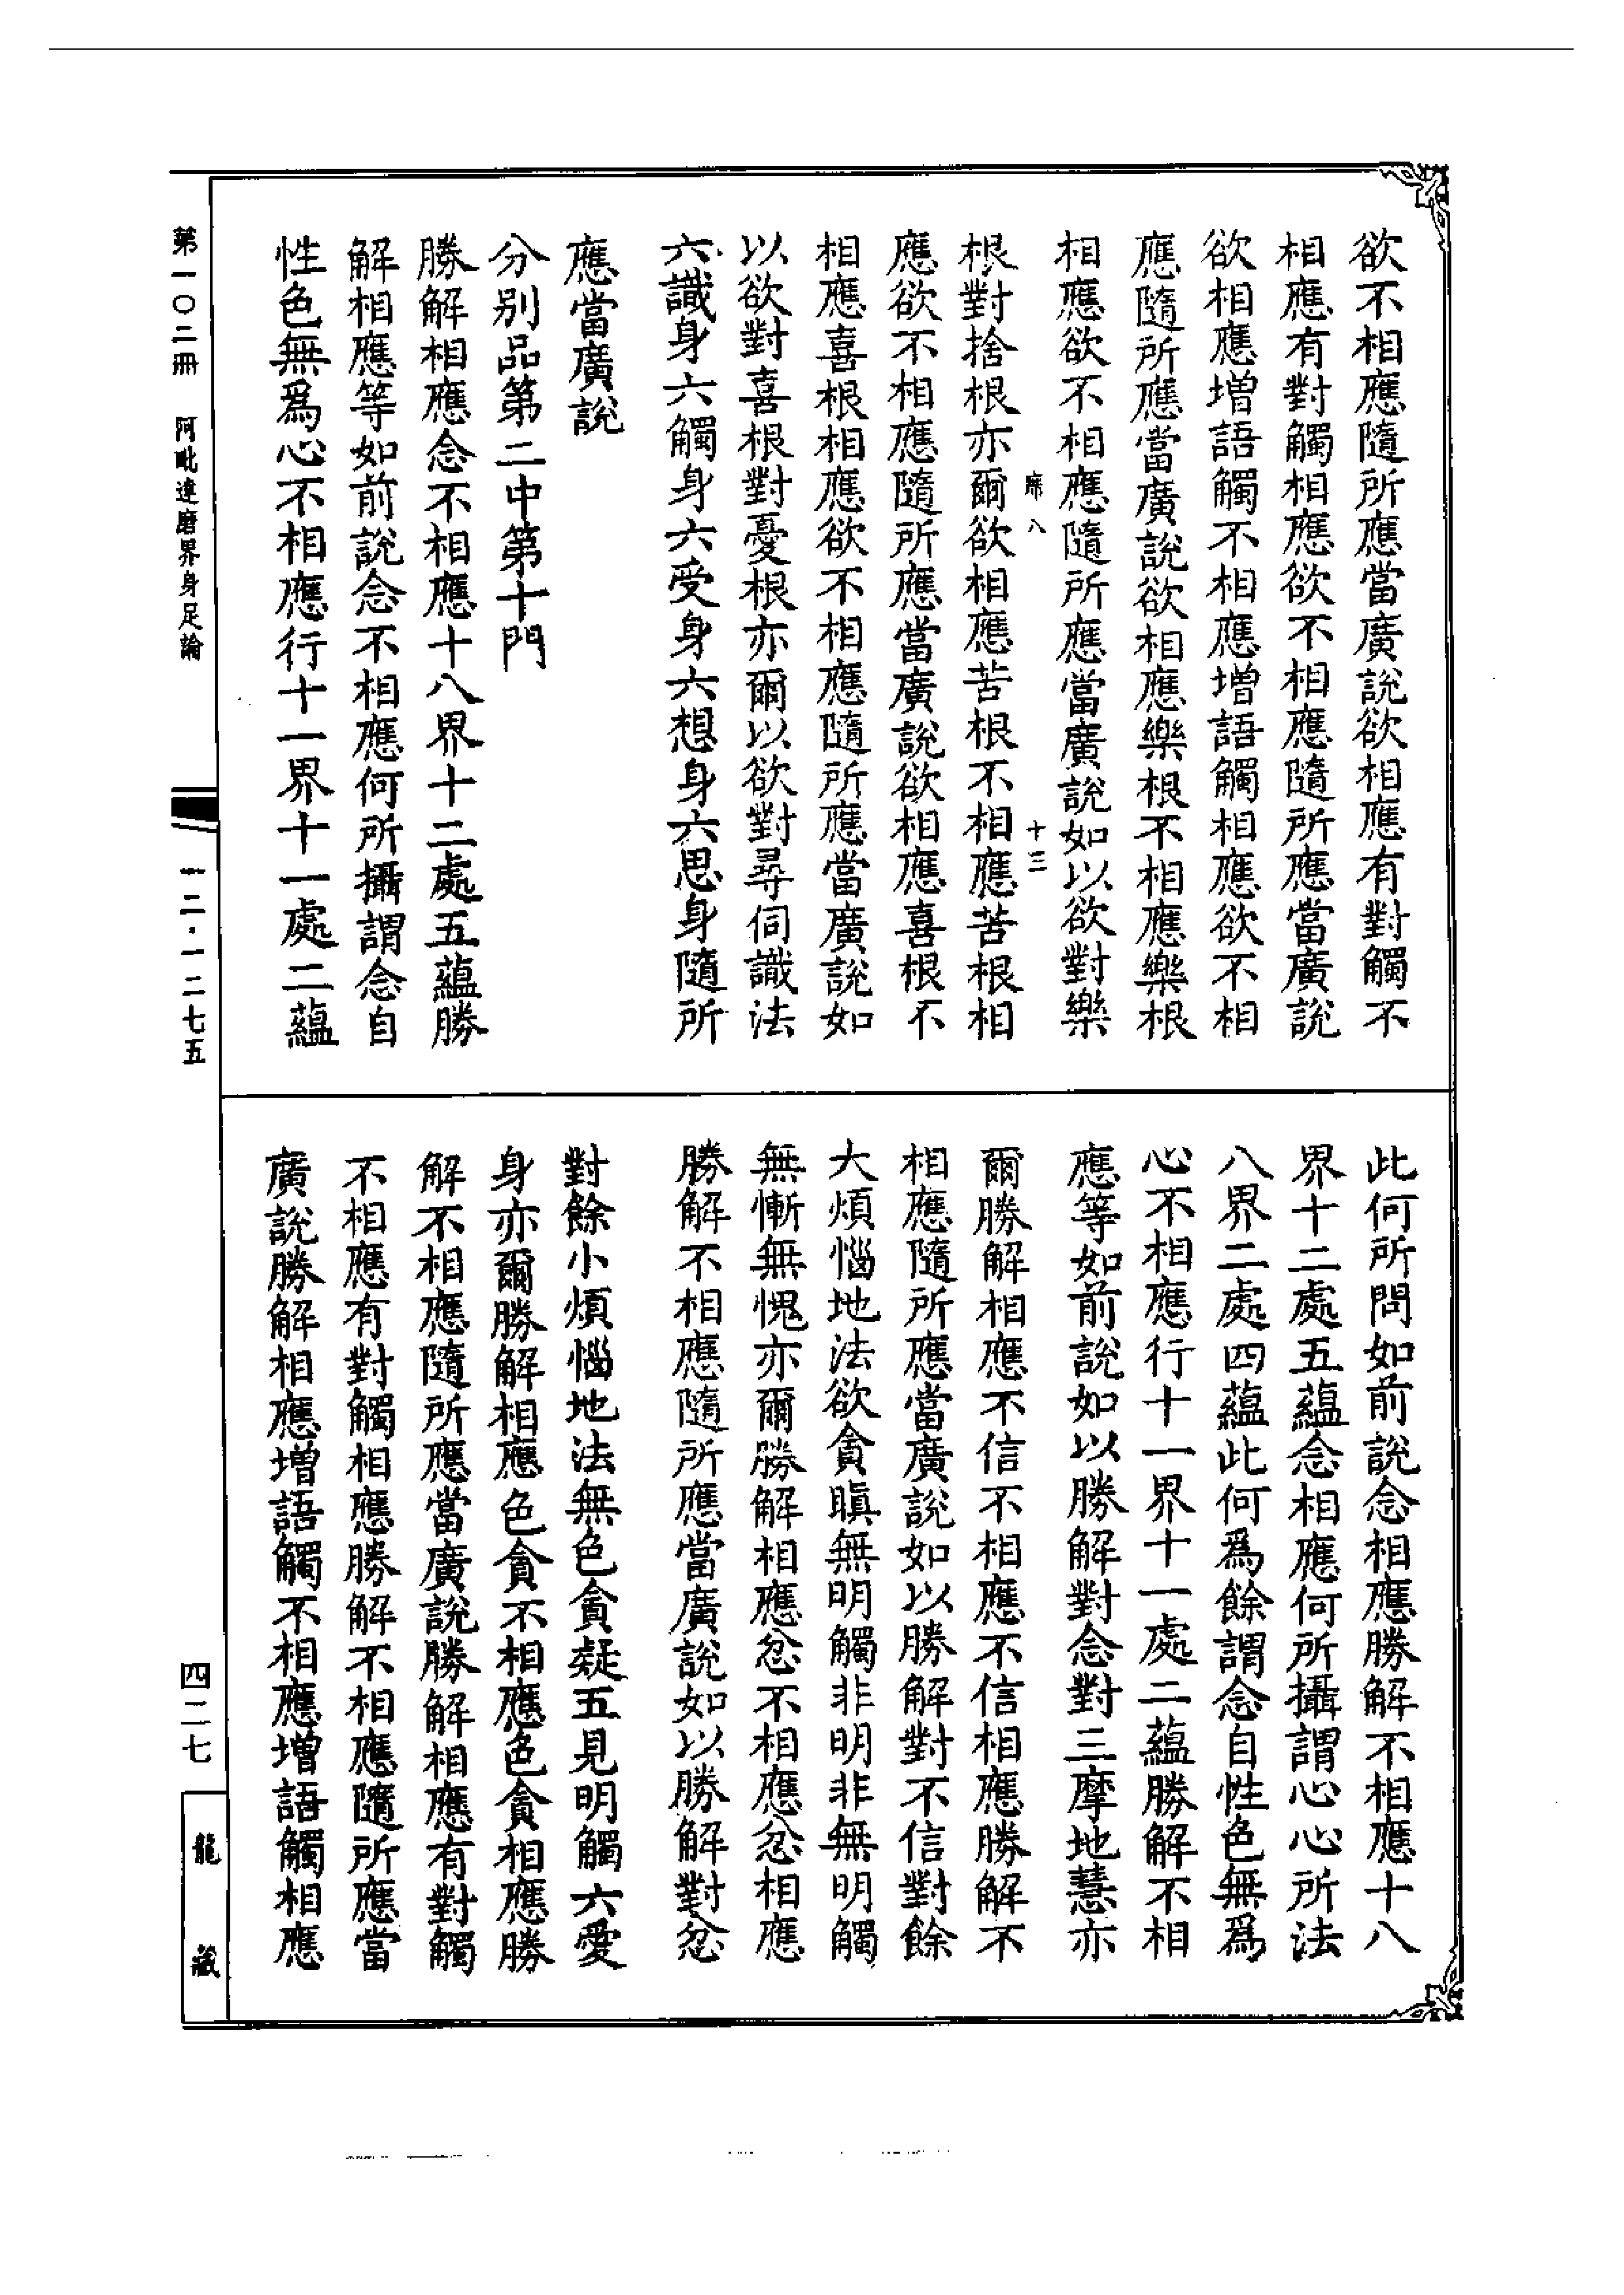 欲不相應隨所應當廣說欲相應有對觸不
相應有對觸相應欲不相應隨所應當廣說
欲相應增語觸不相應增語觸相應欲不相
應隨所應當廣說欲相應樂根不相應樂根
相應欲不相應隨所應當廣說如以欲對樂
席八 十三
根對捨根亦爾欲相應苦根不相應苦根相
應欲不相應隨所應當廣說欲相應喜根不
相應喜根相應欲不相應隨所應當廣說如
以欲對喜根對憂根亦爾以欲對尋伺識法
六識身六觸身六受身六想身六思身隨所
應當廣說
分別品第二中第十門
勝解相應念不相應十八界十二處五蘊勝
解相應等如前說念不相應何所攝謂念自
性色無爲心不相應行十一界十一處二蘊
此何所問如前說念相應勝解不相應十八
界十二處五蘊念相應何所攝謂心心所法
八界二處四蘊此何爲餘謂念自性色無爲
心不相應行十一界十一處二蘊勝解不相
應等如前說如以勝解對念對三摩地慧亦
爾勝解相應不信不相應不信相應勝解不
相應隨所應當廣說如以勝解對不信對餘
大煩惱地法欲貪瞋無明觸非明非無明觸
無慚無愧亦爾勝解相應忿不相應忿相應
勝解不相應隨所應當廣說如以勝解對忿
對餘小煩惱地法無色貪疑五見明觸六愛
身亦爾勝解相應色貪不相應色貪相應勝
解不相應隨所應當廣說勝解相應有對觸
不相應有對觸相應勝解不相應隨所應當
廣說勝解相應增語觸不相應增語觸相應
第一〇二冊 阿毗達磨界身足論
一二·一二七五
四二七
龍藏